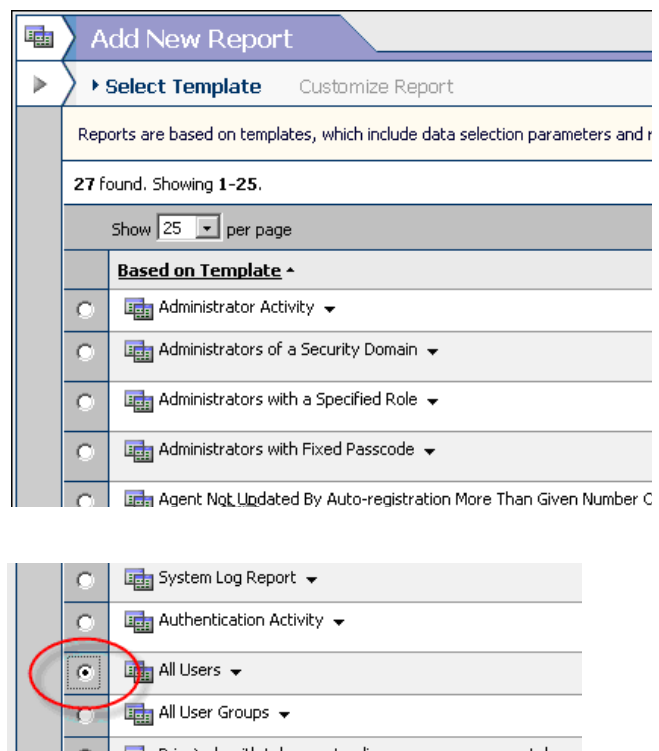 Add New Report
Select Template Customize Report
Reports are based on templates, which include data selection parameters and
27 found. Showing 1-25.
Show 25 per page
Based on Template
Administrator Activity
Administrators of a Security Domain
Administrators with a Specified Role
Administrators with Fixed Passcode
Agent Not Updated By Auto-registration More Than Given Number
System Log Report
Authentication Activity
All Users
All User Groups